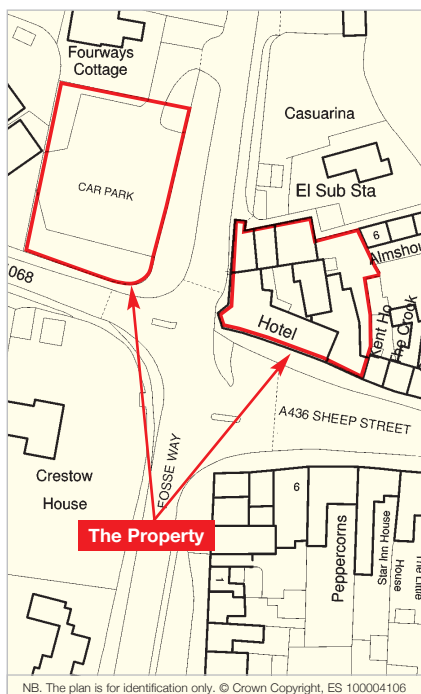 Fourways
Cottage
CAR PARK
Casuarina
El Sub Sta
6
Almshou
068
Hotel
Kent Ho
The Crook
A436 SHEEP STREET
FOSSE WAY
Crestow
House
The Property
6
Peppercorns
Star Inn House
House
The Little
1
NB. The plan is for identification only. © Crown Copyright, ES 100004106